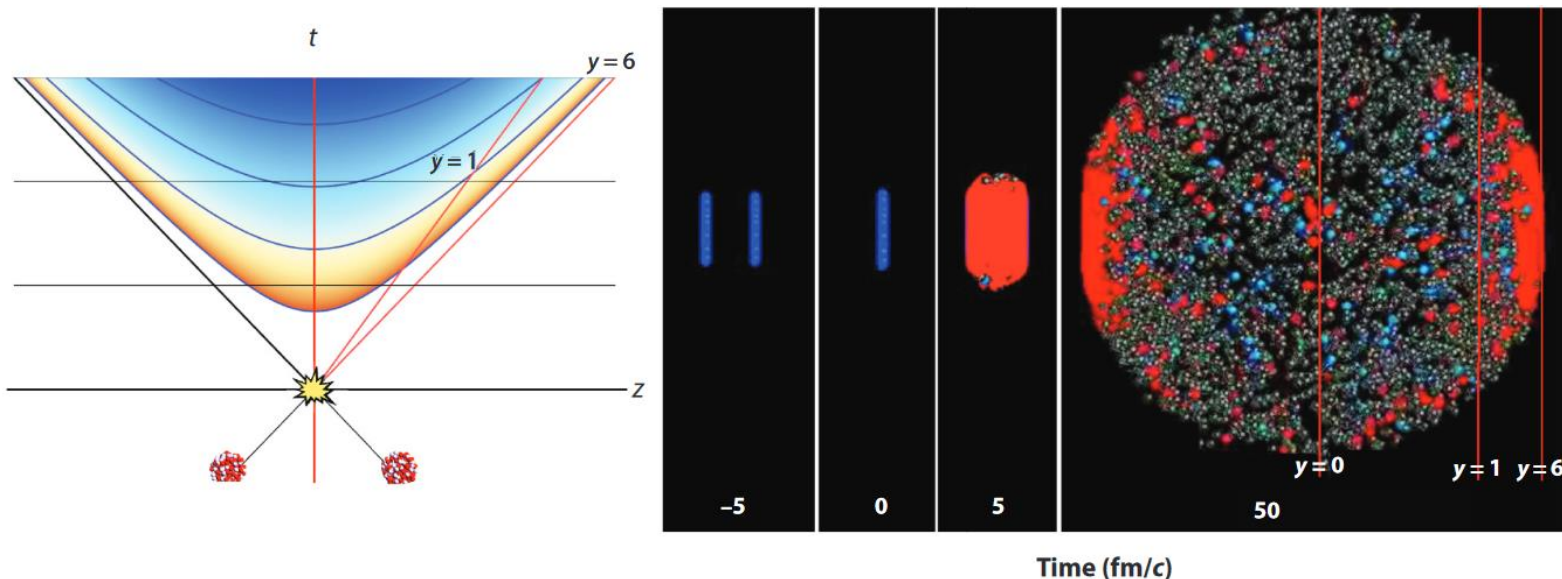 t
y = 6
y = 1
z
y = 0
y = 1
y = 6
–5
0
5
50
Time (fm/c)